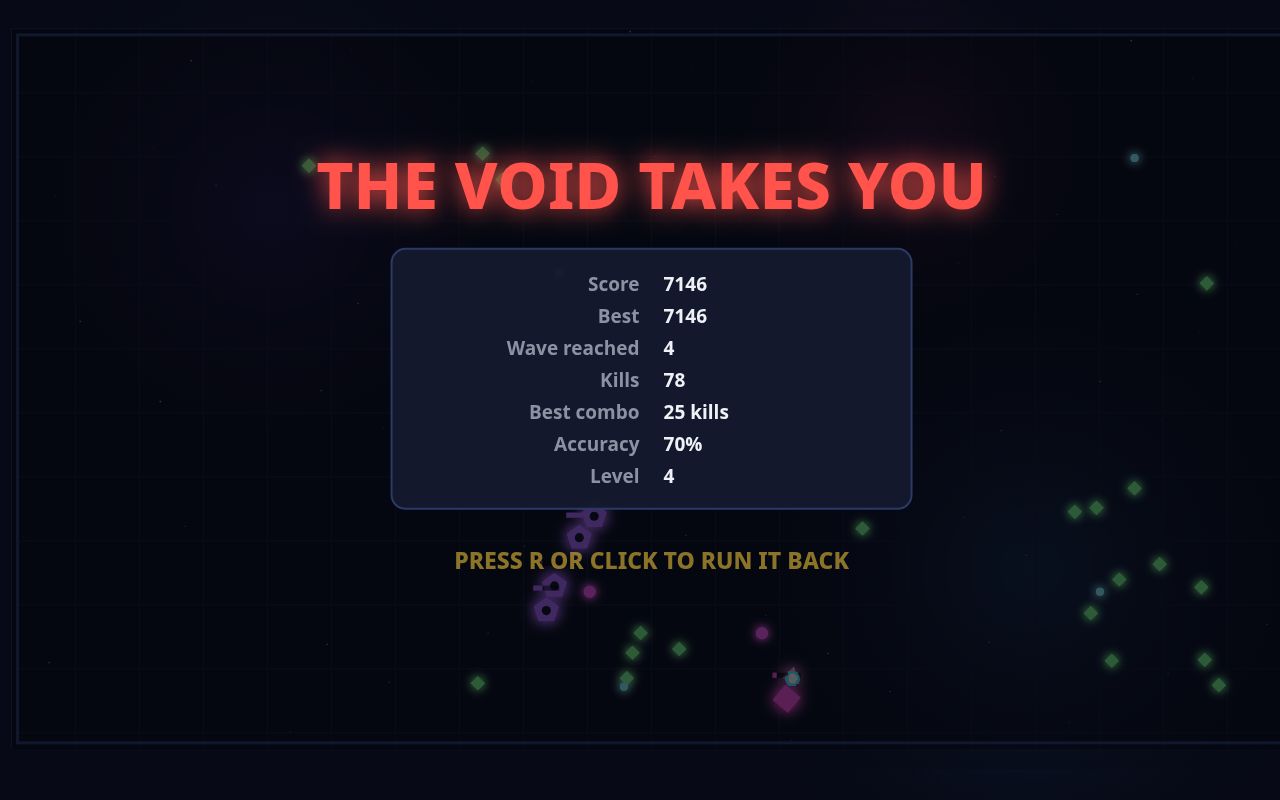 THE VOID TAKES YOU
Score 7146
Best 7146
Wave reached 4
Kills 78
Best combo 25 kills
Accuracy 70%
Level 4
PRESS R OR CLICK TO RUN IT BACK